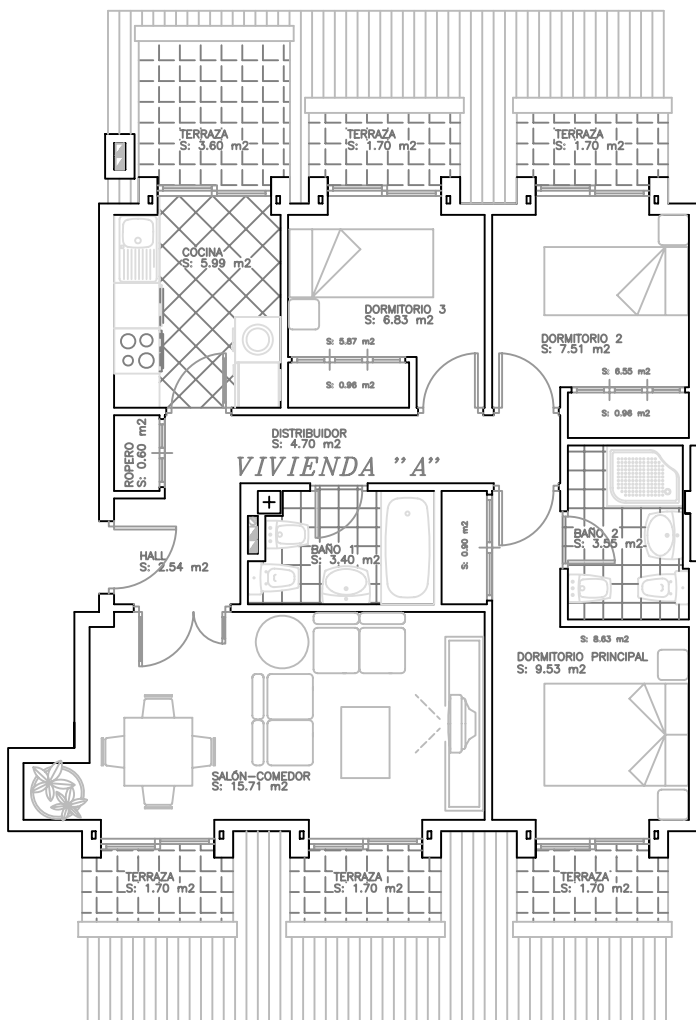 TERRAZA
S: 3.60 m2
TERRAZA
S: 1.70 m2
TERRAZA
S: 1.70 m2
COCINA
S: 5.99 m2
DORMITORIO 3
S: 6.83 m2
S: 5.87 m2
S: 0.96 m2
DORMITORIO 2
S: 7.51 m2
S: 6.55 m2
S: 0.96 m2
ROPERO
S: 0.60 m2
DISTRIBUIDOR
S: 4.70 m2
VIVIENDA "A"
HALL
S: 2.54 m2
BAÑO 1
S: 3.40 m2
S: 0.90 m2
BAÑO 2
S: 3.55 m2
S: 8.63 m2
DORMITORIO PRINCIPAL
S: 9.53 m2
SALÓN-COMEDOR
S: 15.71 m2
TERRAZA
S: 1.70 m2
TERRAZA
S: 1.70 m2
TERRAZA
S: 1.70 m2